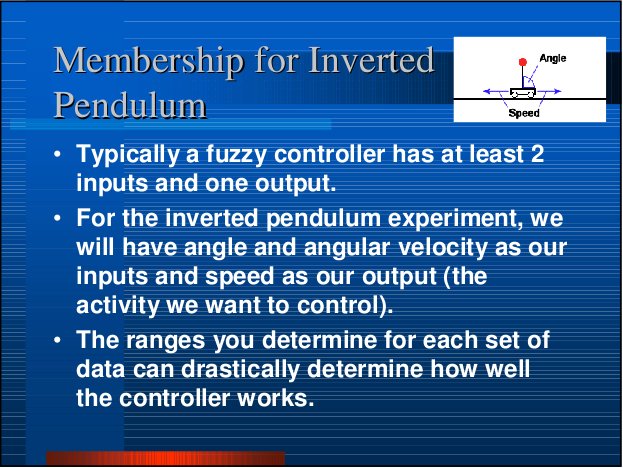 Membership for Inverted
Pendulum
Angle
Speed
• Typically a fuzzy controller has at least 2
inputs and one output.
• For the inverted pendulum experiment, we
will have angle and angular velocity as our
inputs and speed as our output (the
activity we want to control).
• The ranges you determine for each set of
data can drastically determine how well
the controller works.